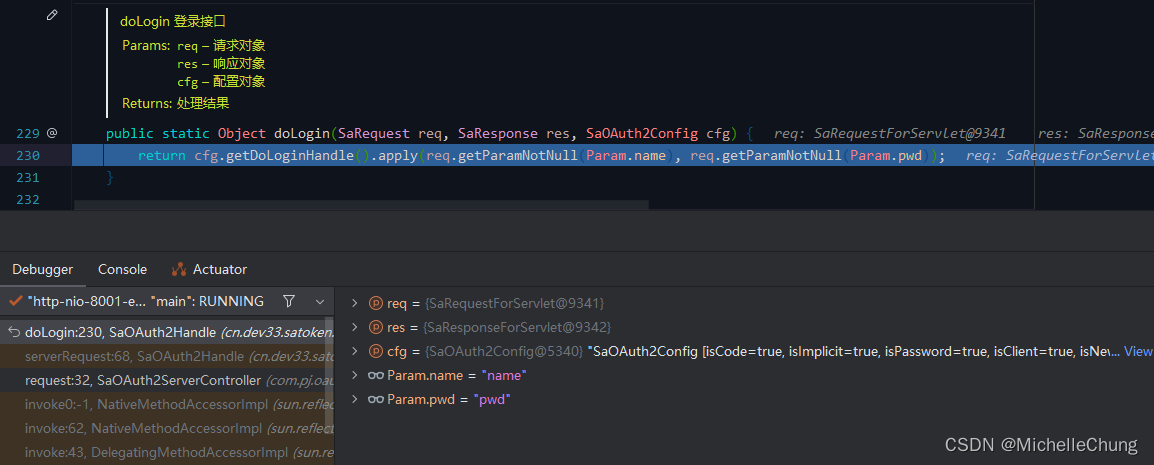 doLogin 登录接口
Params: req – 请求对象
res – 响应对象
cfg – 配置对象
Returns: 处理结果
229 @ public static Object doLogin(SaRequest req, SaResponse res, SaOAuth2Config cfg) { req: SaRequestForServlet@9341 res: SaResponse
230 return cfg.getDoLoginHandle().apply(req.getParamNotNull(Param.name), req.getParamNotNull(Param.pwd)); req: SaRequestForServlet
231 }
232
Debugger Console Actuator
"http-nio-8001-e... "main": RUNNING
doLogin:230, SaOAuth2Handle (cn.dev33.satoken.
serverRequest:68, SaOAuth2Handle (cn.dev33.sato
request:32, SaOAuth2ServerController (com.pj.oau
invoke0:-1, NativeMethodAccessorImpl (sun.reflec
invoke:62, NativeMethodAccessorImpl (sun.reflect
invoke:43, DelegatingMethodAccessorImpl (sun.re
req = {SaRequestForServlet@9341}
res = {SaResponseForServlet@9342}
cfg = {SaOAuth2Config@5340} "SaOAuth2Config [isCode=true, isImplicit=true, isPassword=true, isClient=true, isNe... View
Param.name = "name"
Param.pwd = "pwd"
CSDN @MichelleChung